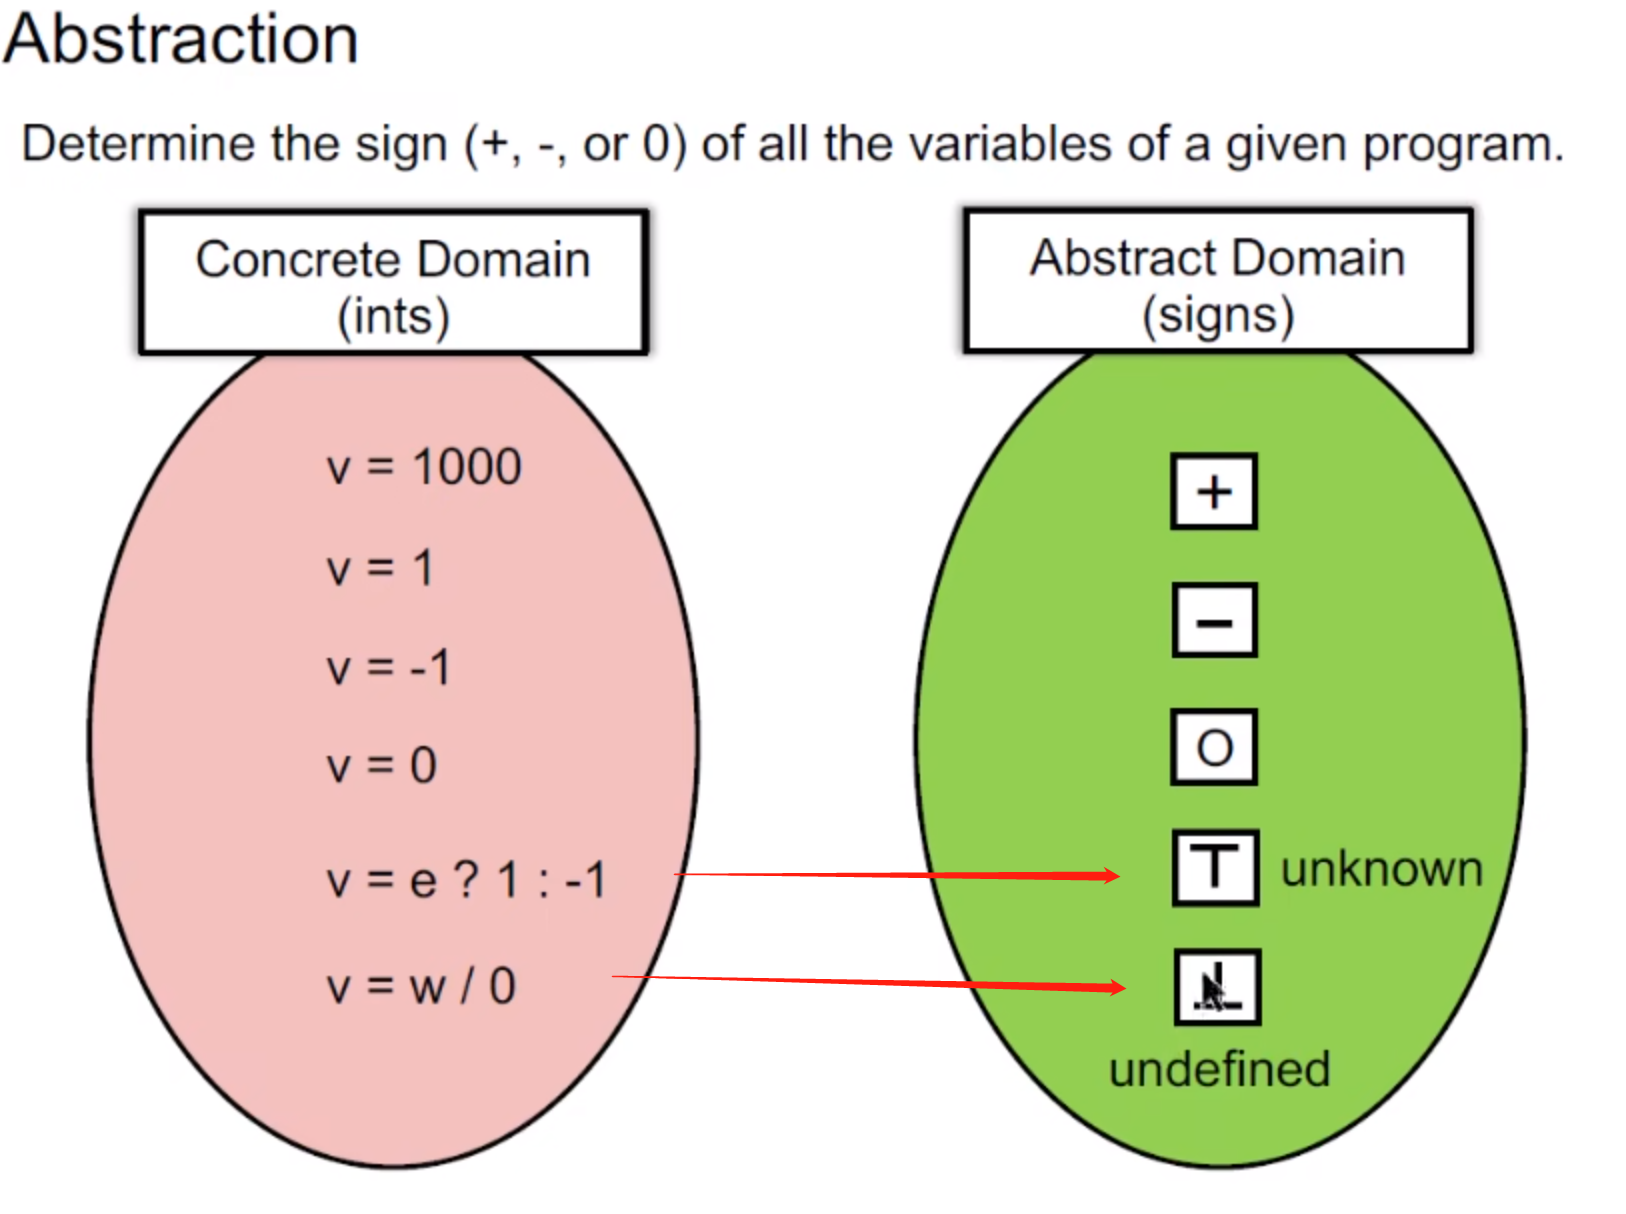 Abstraction
Determine the sign (+, -, or 0) of all the variables of a given program.
Concrete Domain
(ints)
v = 1000
v = 1
v = -1
v = 0
v = e ? 1 : -1
v = w / 0
Abstract Domain
(signs)
+
−
O
⊤ unknown
⊥
undefined